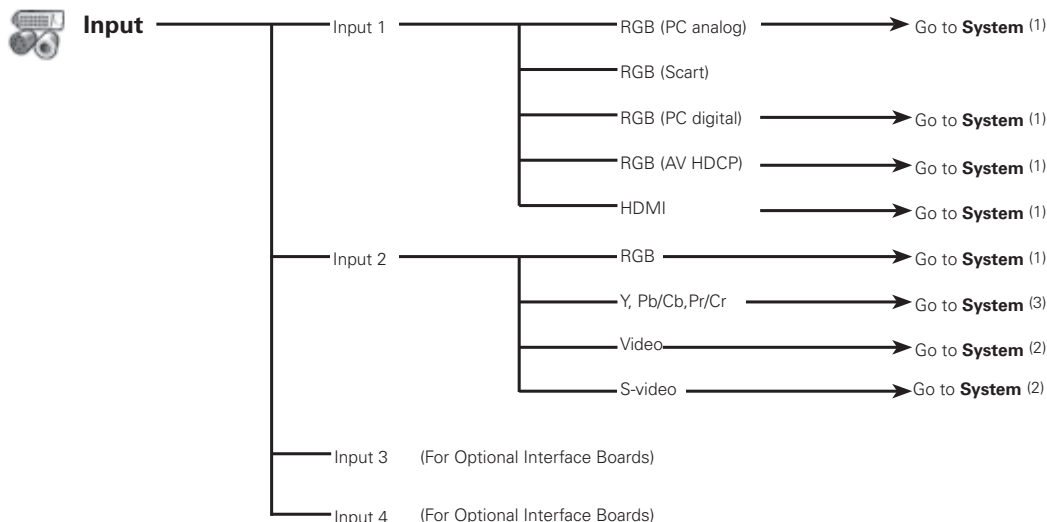 Input
Input 1
RGB (PC analog)
Go to System (1)
RGB (Scart)
RGB (PC digital)
Go to System (1)
RGB (AV HDCP)
Go to System (1)
HDMI
Go to System (1)
Input 2
RGB
Go to System (1)
Y, Pb/Cb,Pr/Cr
Go to System (3)
Video
Go to System (2)
S-video
Go to System (2)
Input 3 (For Optional Interface Boards)
Input 4 (For Optional Interface Boards)